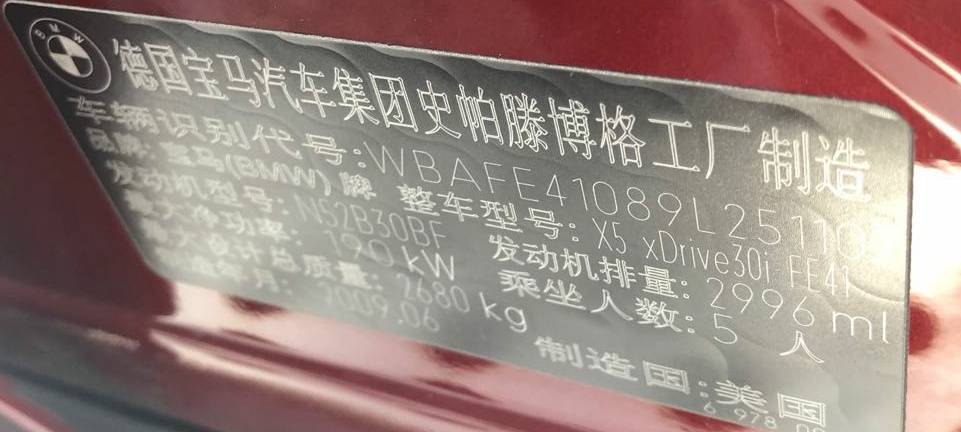 BMW
德国宝马汽车集团史帕滕博格工厂 制造
车辆识别代号:WBAFE41089L25110
品牌:宝马(BMW) 牌 整车型号: X5 xDrive30i FE41
发动机型号: N52B30BF 发动机排量: 2996 ml
最大净功率: 190 kW 乘坐人数: 5 人
最大设计总质量: 2680 kg
制造年月: 2009.06 制造国:美国
6 978